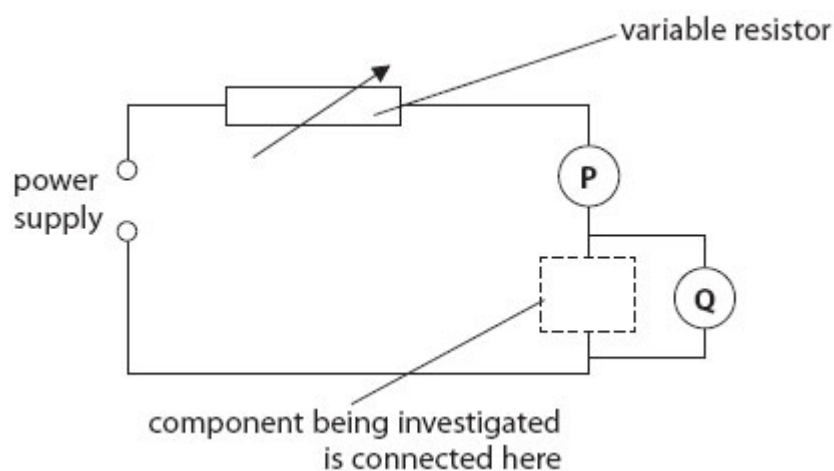 variable resistor
P
power
supply
Q
component being investigated
is connected here